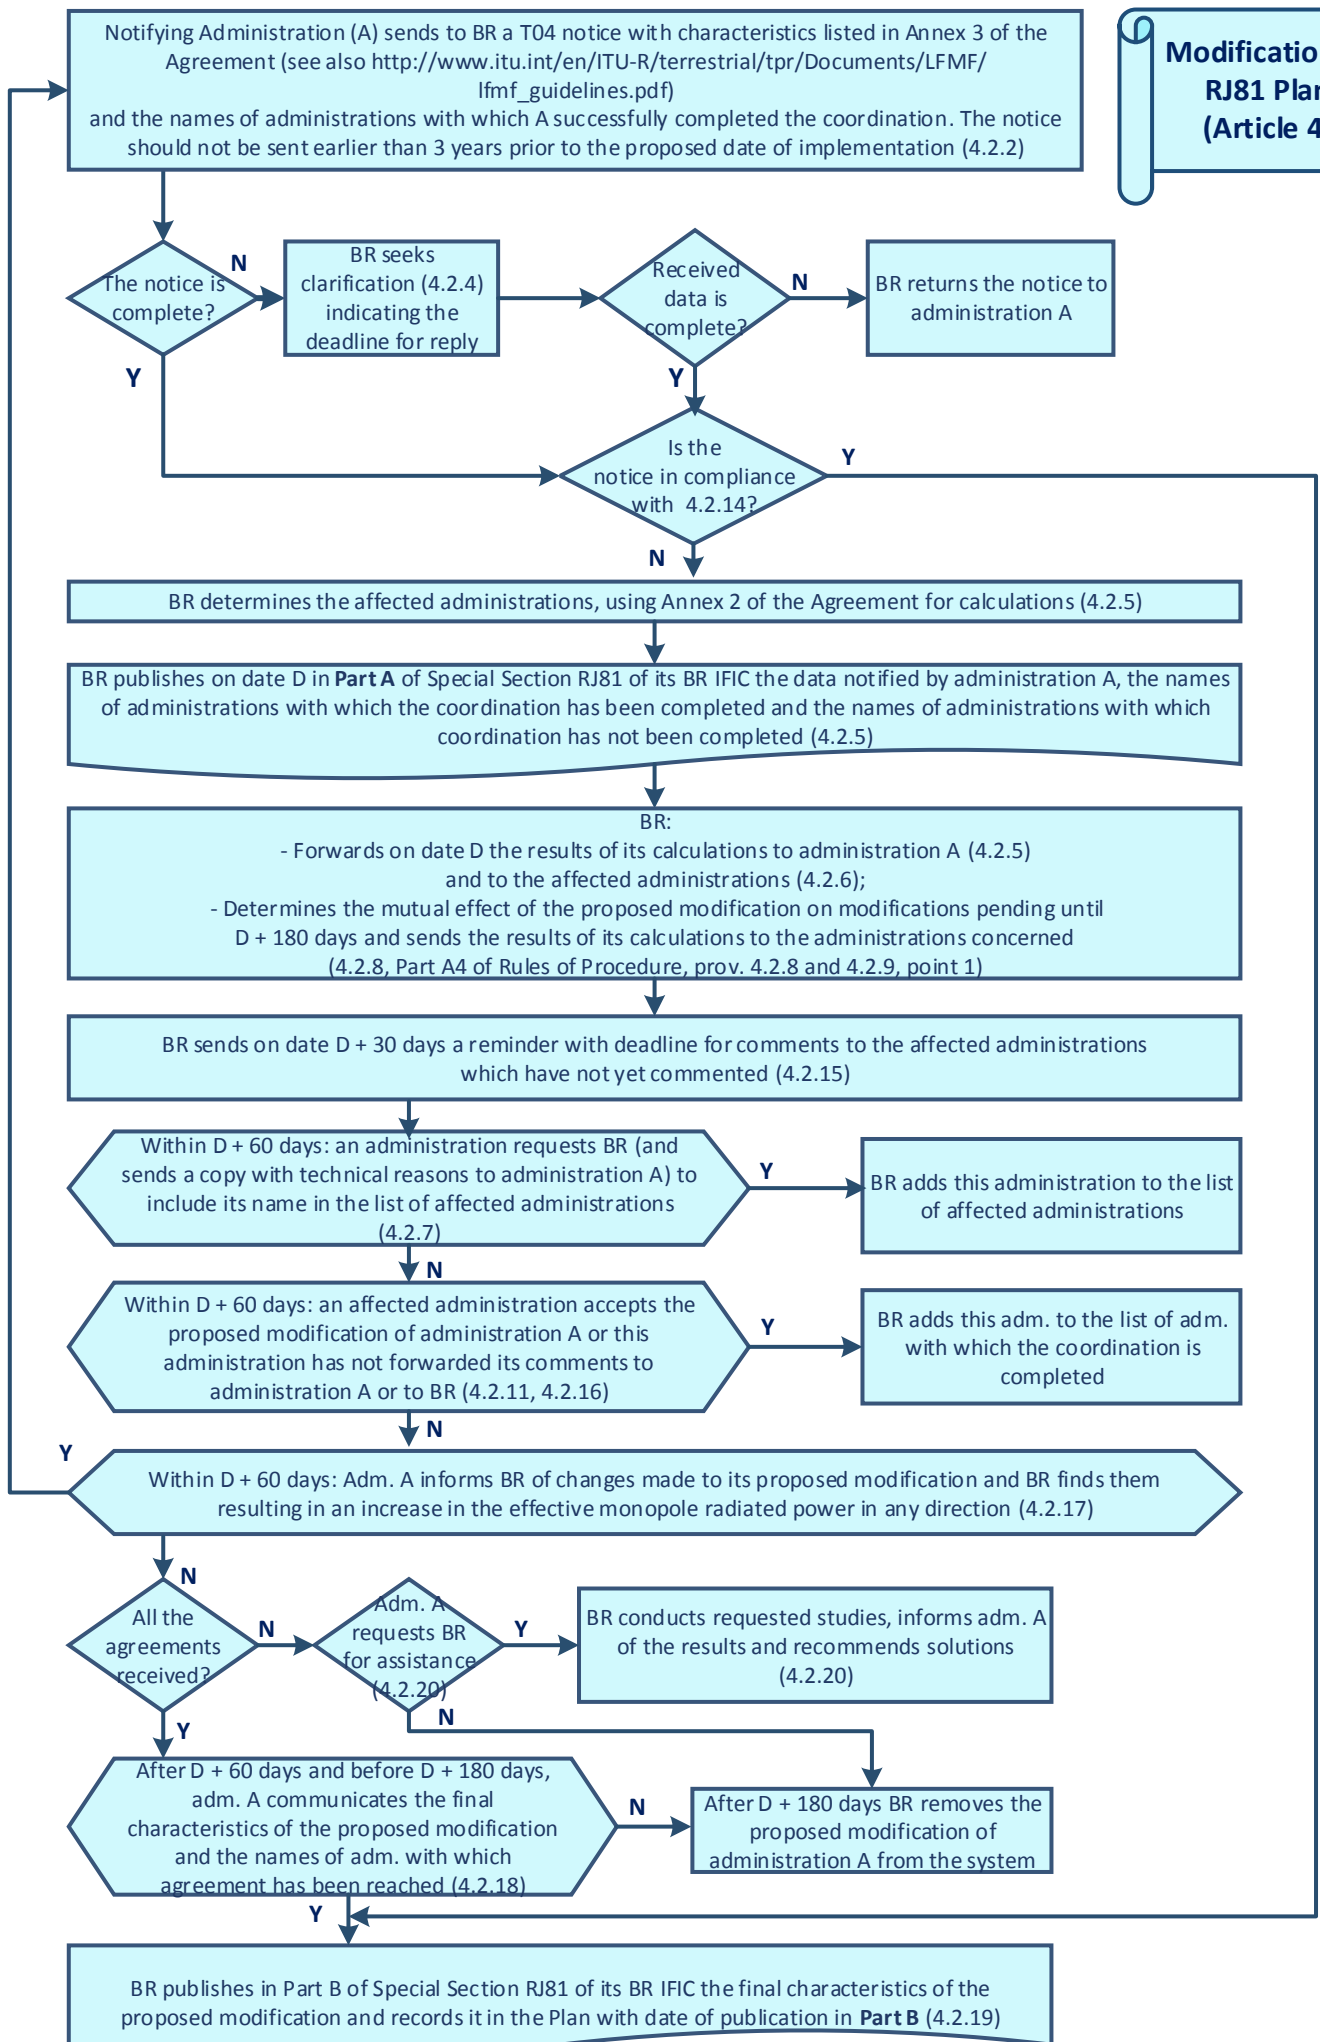 Notifying Administration (A) sends to BR a T04 notice with characteristics listed in Annex 3 of the
Agreement (see also http://www.itu.int/en/ITU-R/terrestrial/tpr/Documents/LFMF/
lfmf_guidelines.pdf)
and the names of administrations with which A successfully completed the coordination. The notice
should not be sent earlier than 3 years prior to the proposed date of implementation (4.2.2)
Modificatio
RJ81 Plan
(Article 4
The notice is
complete?
N
Y
BR seeks
clarification (4.2.4)
indicating the
deadline for reply
Received
data is
complete?
N
Y
BR returns the notice to
administration A
Is the
notice in compliance
with 4.2.14?
Y
N
BR determines the affected administrations, using Annex 2 of the Agreement for calculations (4.2.5)
BR publishes on date D in Part A of Special Section RJ81 of its BR IFIC the data notified by administration A, the names
of administrations with which the coordination has been completed and the names of administrations with which
coordination has not been completed (4.2.5)
BR:
- Forwards on date D the results of its calculations to administration A (4.2.5)
and to the affected administrations (4.2.6);
- Determines the mutual effect of the proposed modification on modifications pending until
D + 180 days and sends the results of its calculations to the administrations concerned
(4.2.8, Part A4 of Rules of Procedure, prov. 4.2.8 and 4.2.9, point 1)
BR sends on date D + 30 days a reminder with deadline for comments to the affected administrations
which have not yet commented (4.2.15)
Within D + 60 days: an administration requests BR (and
sends a copy with technical reasons to administration A) to
include its name in the list of affected administrations
(4.2.7)
Y
BR adds this administration to the list
of affected administrations
N
Within D + 60 days: an affected administration accepts the
proposed modification of administration A or this
administration has not forwarded its comments to
administration A or to BR (4.2.11, 4.2.16)
Y
BR adds this adm. to the list of adm.
with which the coordination is
completed
N
Y
Within D + 60 days: Adm. A informs BR of changes made to its proposed modification and BR finds them
resulting in an increase in the effective monopole radiated power in any direction (4.2.17)
N
All the
agreements
received?
N
Adm. A
requests BR
for assistance
(4.2.20)
Y
BR conducts requested studies, informs adm. A
of the results and recommends solutions
(4.2.20)
N
Y
After D + 60 days and before D + 180 days,
adm. A communicates the final
characteristics of the proposed modification
and the names of adm. with which
agreement has been reached (4.2.18)
N
After D + 180 days BR removes the
proposed modification of
administration A from the system
Y
BR publishes in Part B of Special Section RJ81 of its BR IFIC the final characteristics of the
proposed modification and records it in the Plan with date of publication in Part B (4.2.19)